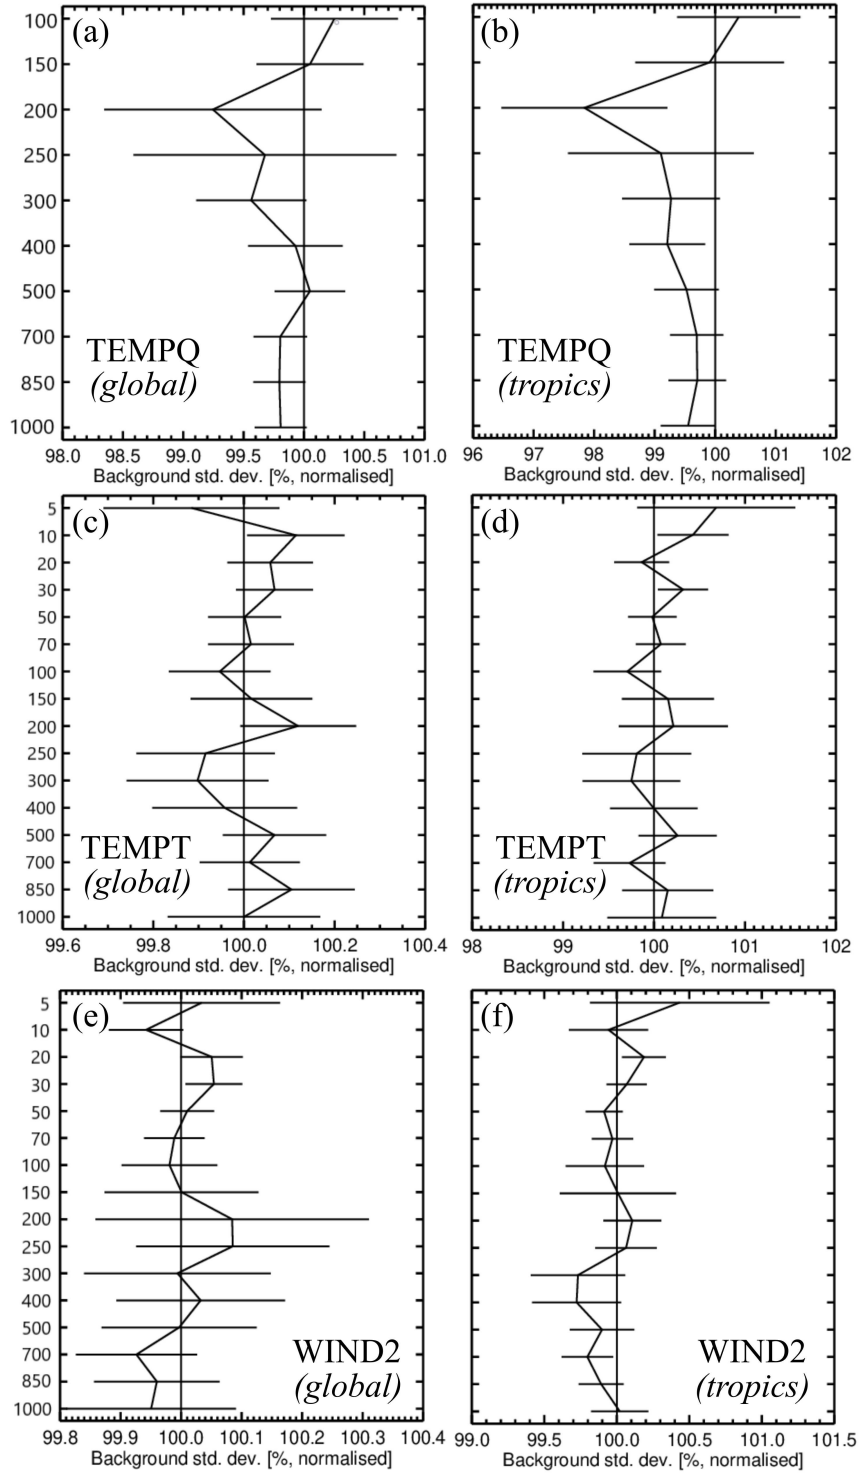 (a)
100
150
200
250
300
400
500
700
850
1000
TEMPQ
(global)
98.0 98.5 99.0 99.5 100.0 100.5 101.0
Background std. dev. [%, normalised]
(b)
TEMPQ
(tropics)
96 97 98 99 100 101 102
Background std. dev. [%, normalised]
(c)
5
10
20
30
50
70
100
150
200
250
300
400
500
700
850
1000
TEMPT
(global)
99.6 99.8 100.0 100.2 100.4
Background std. dev. [%, normalised]
(d)
TEMPT
(tropics)
98 99 100 101 102
Background std. dev. [%, normalised]
(e)
5
10
20
30
50
70
100
150
200
250
300
400
500
700
850
1000
WIND2
(global)
99.8 99.9 100.0 100.1 100.2 100.3 100.4
Background std. dev. [%, normalised]
(f)
WIND2
(tropics)
99.0 99.5 100.0 100.5 101.0 101.5
Background std. dev. [%, normalised]